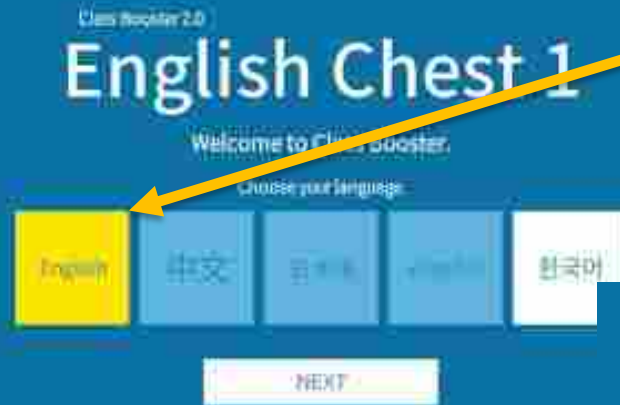 Class Booster 2.0
English Chest 1
Welcome to Class Booster.
Choose your language
English 中文 한국어
NEXT